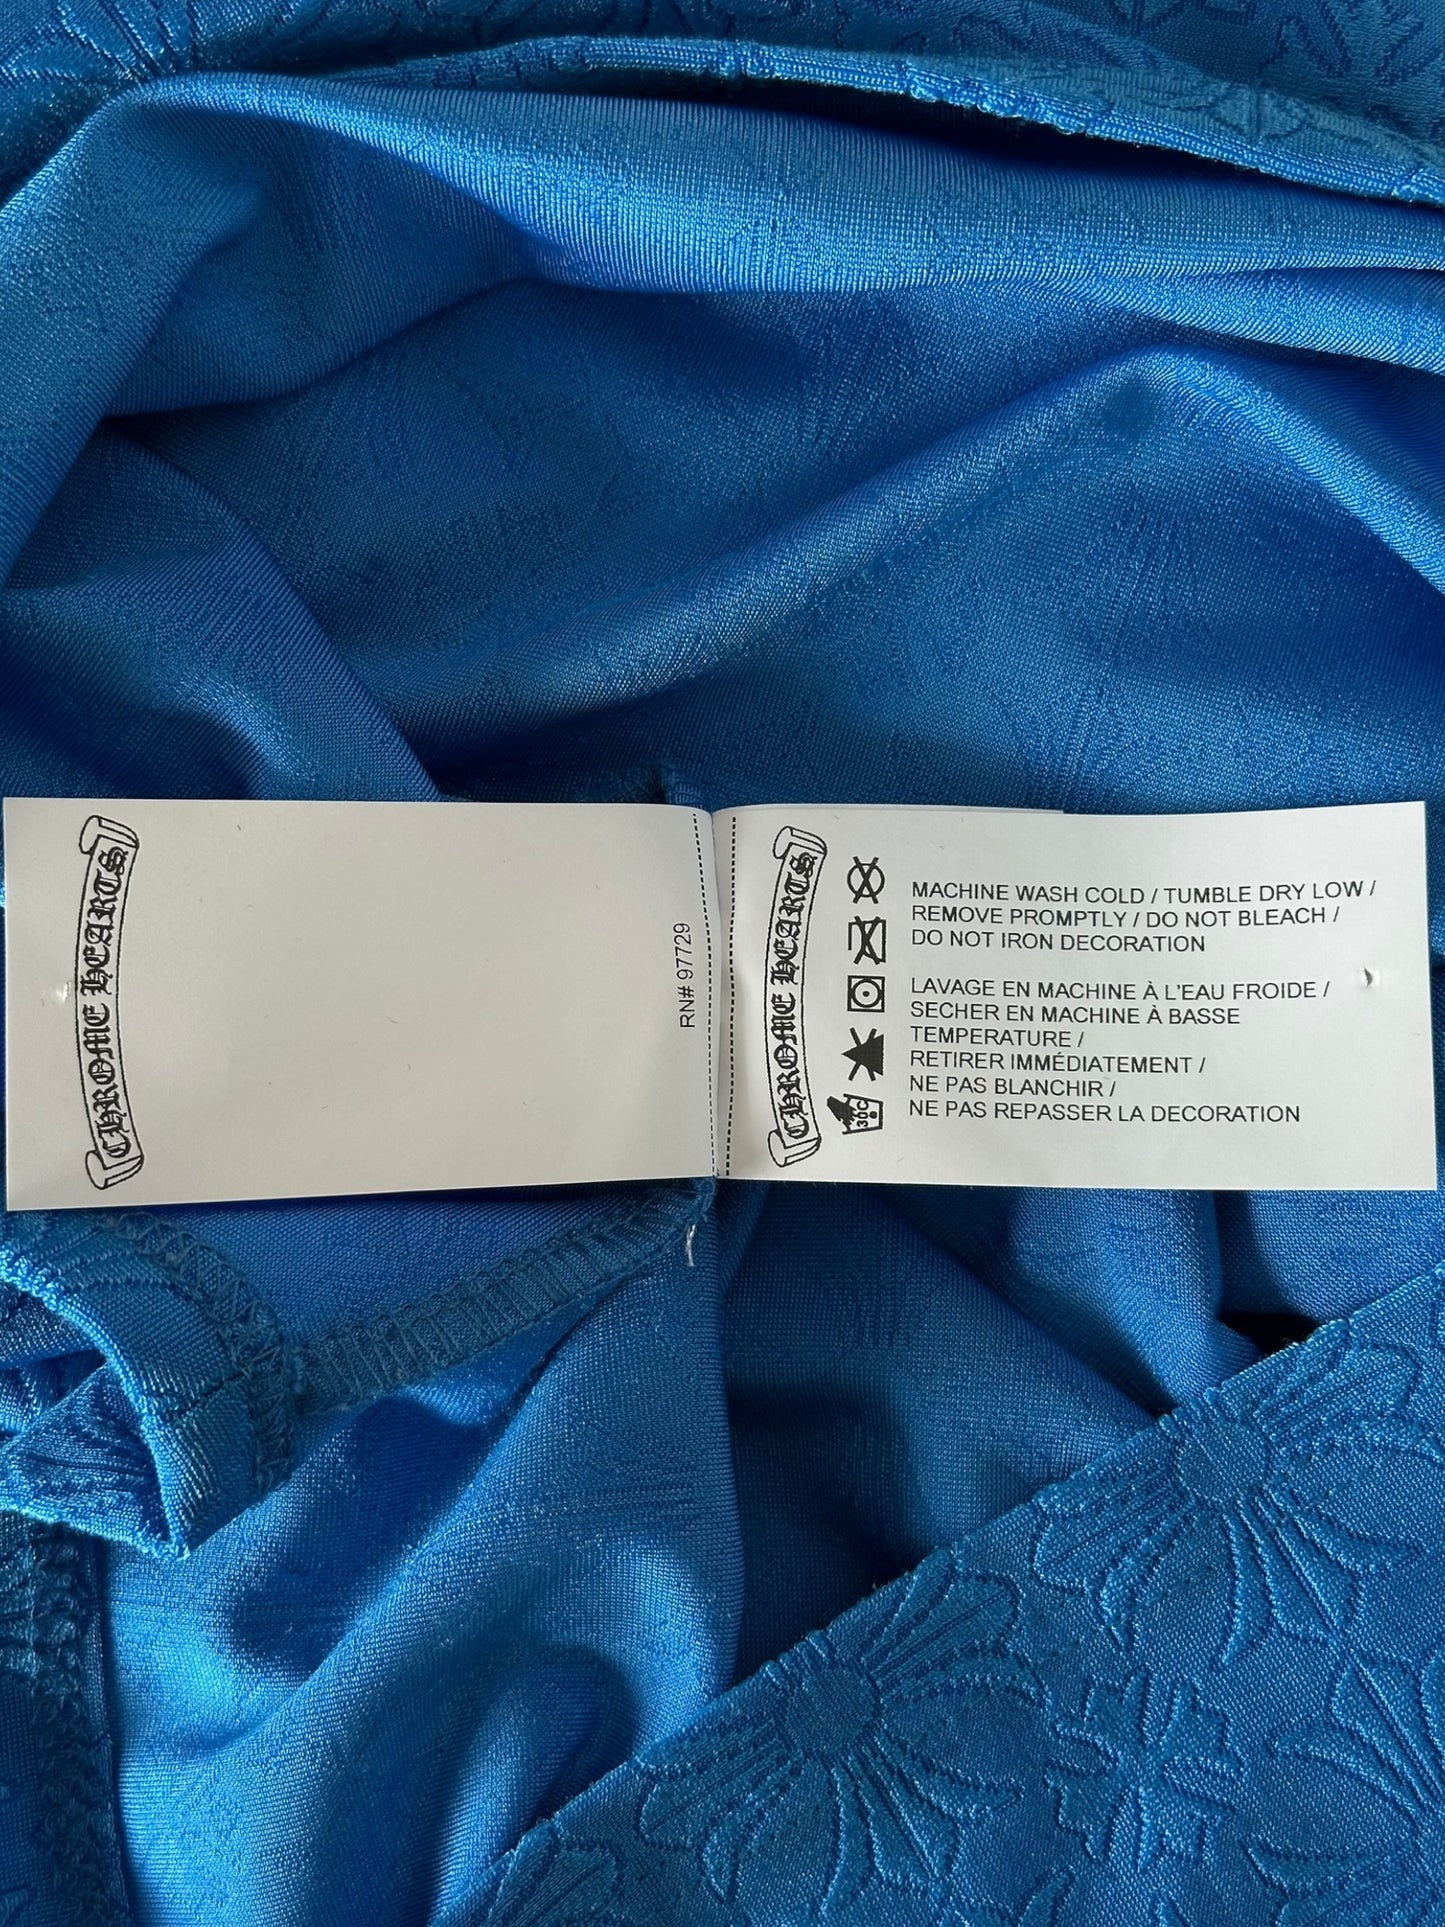 CHROME HEARTS
RN# 97729
CHROME HEARTS
MACHINE WASH COLD / TUMBLE DRY LOW /
REMOVE PROMPTLY / DO NOT BLEACH /
DO NOT IRON DECORATION
LAVAGE EN MACHINE À L'EAU FROIDE /
SECHER EN MACHINE À BASSE
TEMPERATURE /
RETIRER IMMÉDIATEMENT /
NE PAS BLANCHIR /
NE PAS REPASSER LA DECORATION
30C